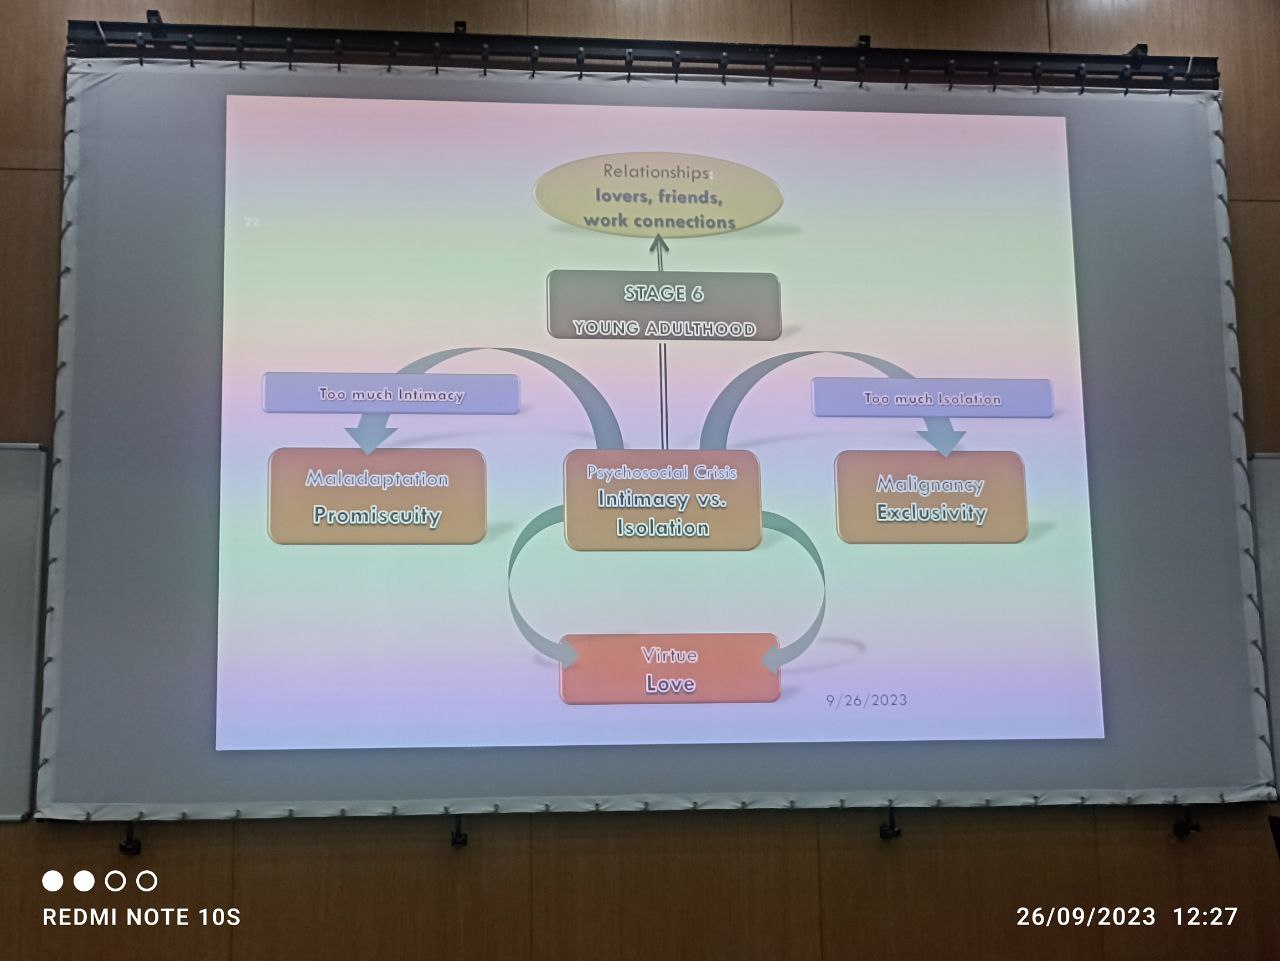 Relationships:
lovers, friends,
work connections
22
STAGE 6
YOUNG ADULTHOOD
Too much Intimacy
Too much Isolation
Maladaptation
Promiscuity
Psychosocial Crisis
Intimacy vs.
Isolation
Malignancy
Exclusivity
Virtue
Love
9/26/2023
REDMI NOTE 10S
26/09/2023 12:27